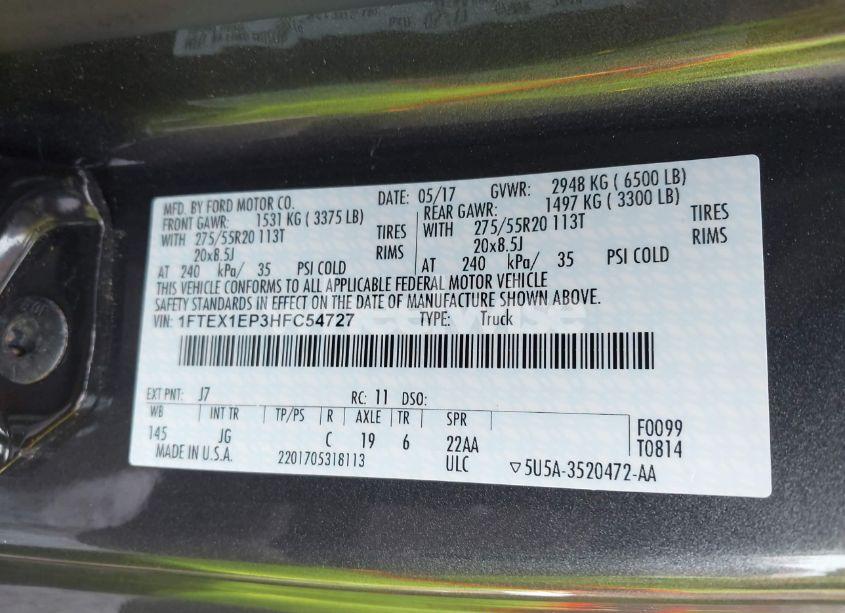 MFD. BY FORD MOTOR CO. DATE: 05/17 GVWR: 2948 KG ( 6500 LB)
FRONT GAWR: 1531 KG ( 3375 LB) REAR GAWR: 1497 KG ( 3300 LB)
WITH 275/55R20 113T TIRES WITH 275/55R20 113T TIRES
20x8.5J RIMS 20x8.5J RIMS
AT 240 kPa/ 35 PSI COLD AT 240 kPa/ 35 PSI COLD
THIS VEHICLE CONFORMS TO ALL APPLICABLE FEDERAL MOTOR VEHICLE
SAFETY STANDARDS IN EFFECT ON THE DATE OF MANUFACTURE SHOWN ABOVE.
VIN: 1FTEX1EP3HFC54727 TYPE: Truck
EXT PNT: J7 RC: 11 DSO:
WB INT TR TP/PS R AXLE TR SPR F0099
145 JG C 19 6 22AA T0814
MADE IN U.S.A. 2201705318113 ULC ▽5U5A-3520472-AA